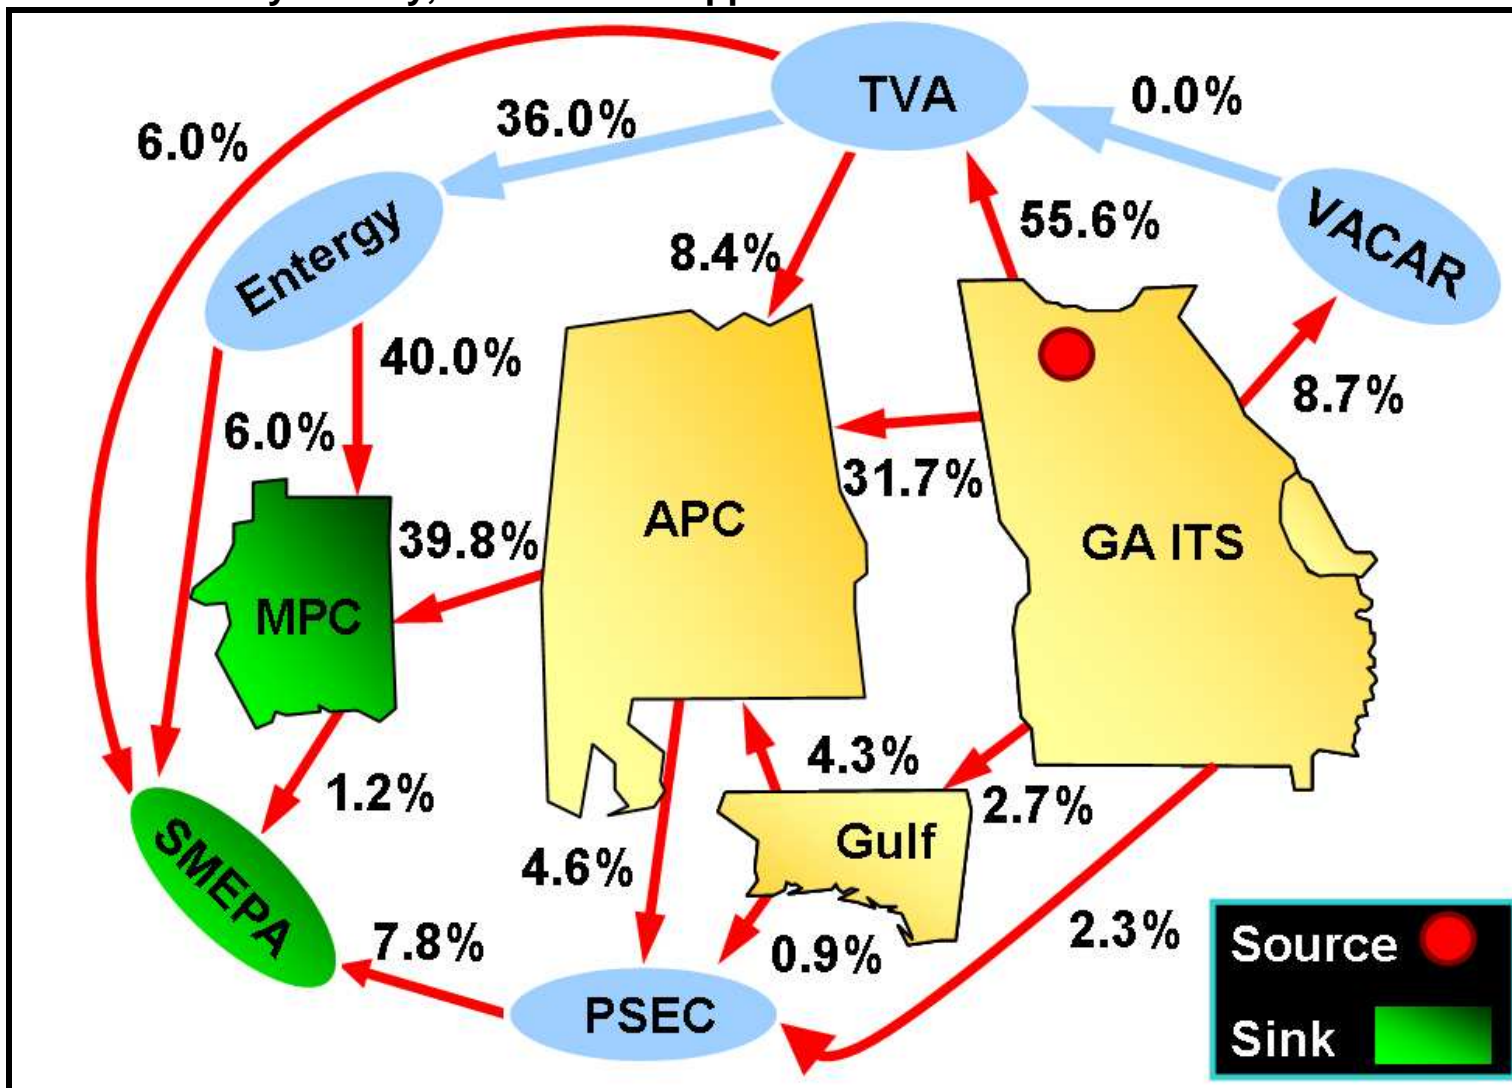 TVA
0.0%
36.0%
6.0%
55.6%
VACAR
Entergy
8.4%
40.0%
8.7%
6.0%
31.7%
APC
39.8%
GA ITS
MPC
4.3%
1.2%
2.7%
Gulf
4.6%
SMEPA
2.3%
7.8%
0.9%
PSEC
Source
Sink